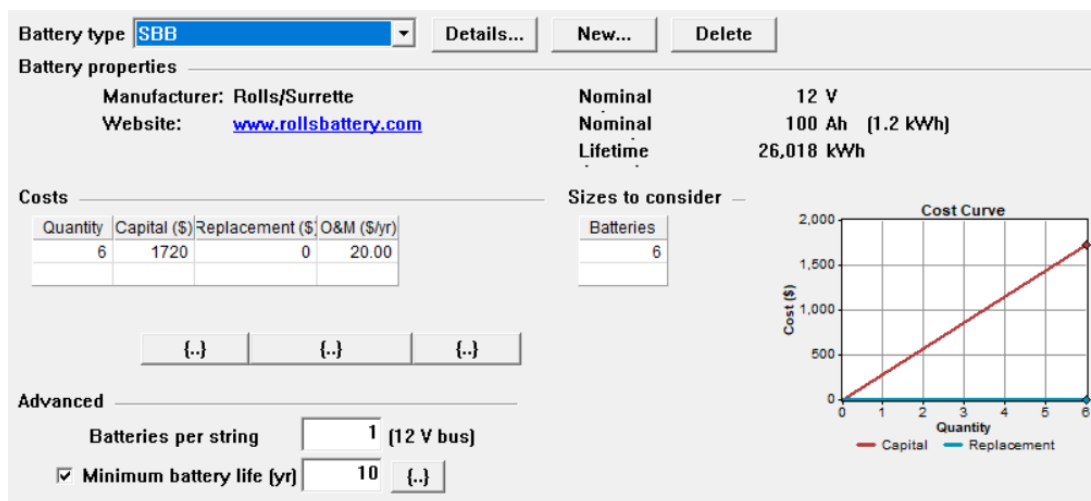 Battery type SBB Details... New... Delete
Battery properties
Manufacturer: Rolls/Surrette Nominal 12 V
Website: www.rollsbattery.com Nominal 100 Ah (1.2 kWh)
Lifetime 26,018 kWh
Costs
Quantity Capital ($) Replacement ($) O&M ($/yr)
6 1720 0 20.00
{..} {..} {..}
Sizes to consider
Batteries
6
Cost Curve
2,000
1,500
1,000
500
0
Cost ($)
0 1 2 3 4 5 6
Quantity
Capital Replacement
Advanced
Batteries per string 1 (12 V bus)
Minimum battery life (yr) 10 {..}